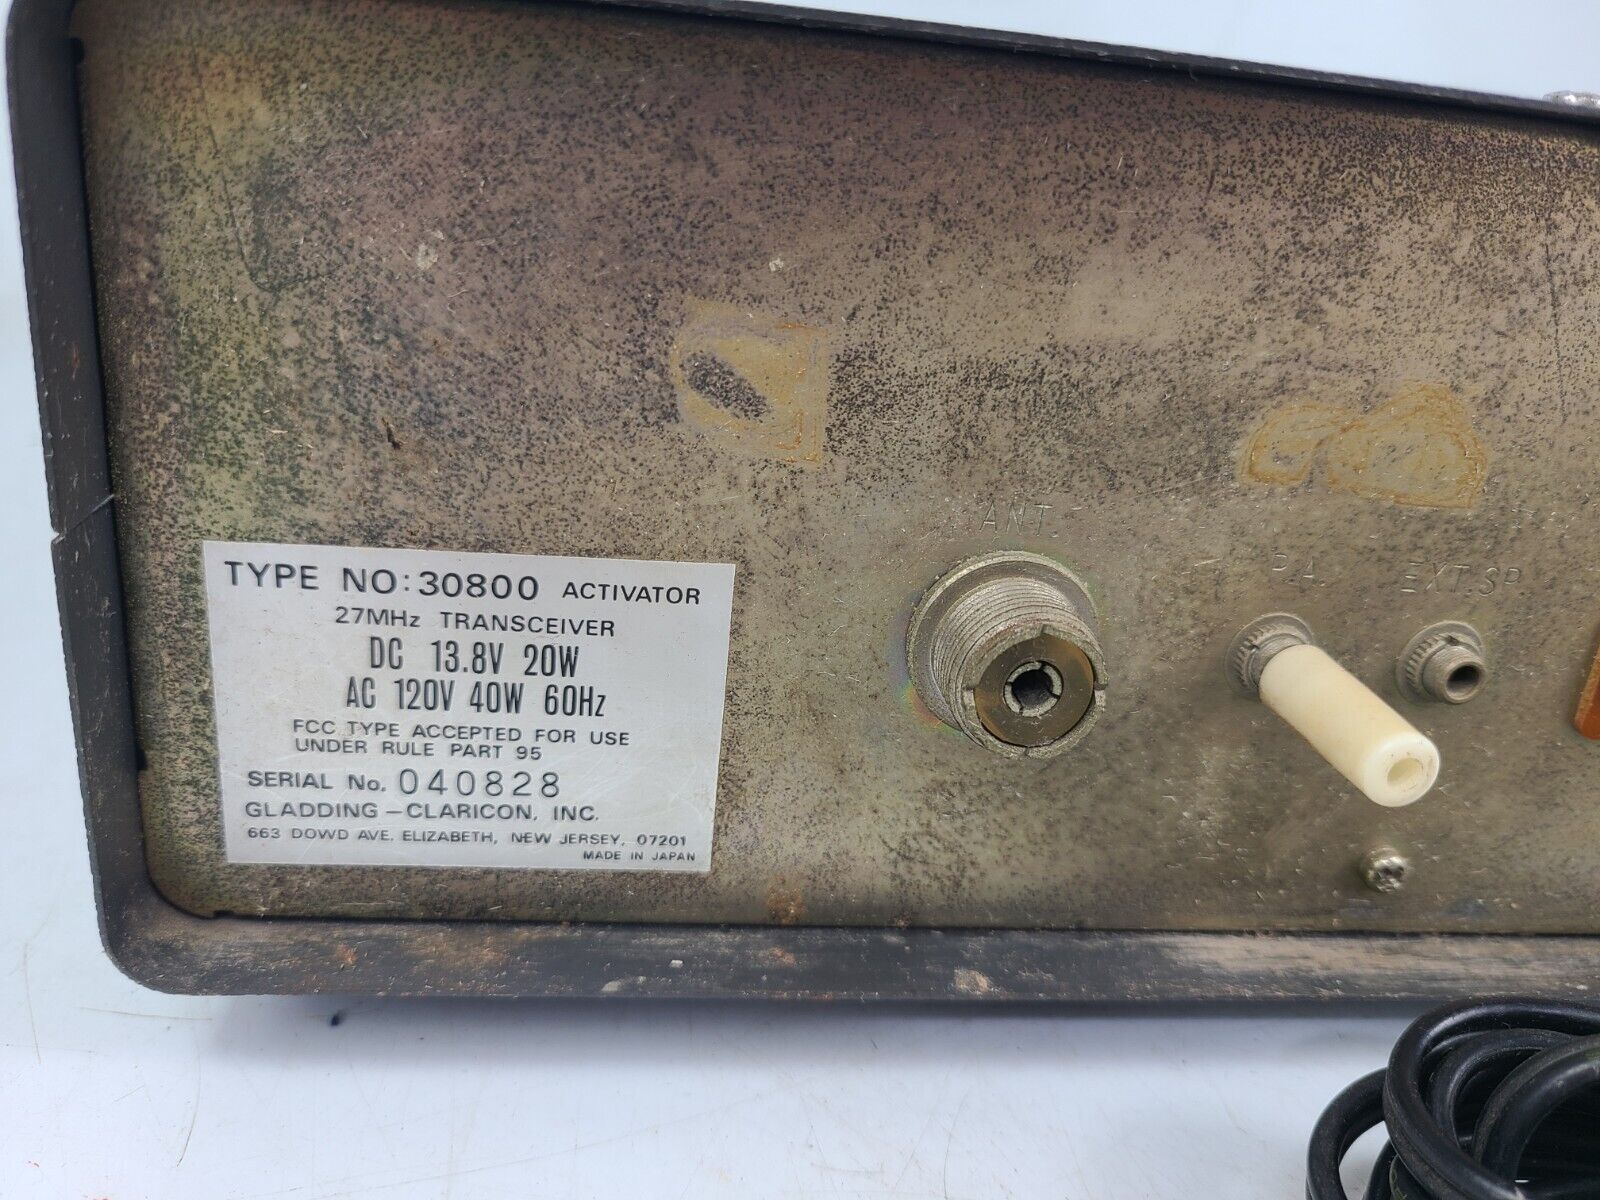 TYPE NO: 30800 ACTIVATOR
27MHz TRANSCEIVER
DC 13.8V 20W
AC 120V 40W 60Hz
FCC TYPE ACCEPTED FOR USE
UNDER RULE PART 95
SERIAL No. 040828
GLADDING – CLARICON, INC.
663 DOWD AVE. ELIZABETH, NEW JERSEY, 07201
MADE IN JAPAN
ANT.
P.A.
EXT.SP.